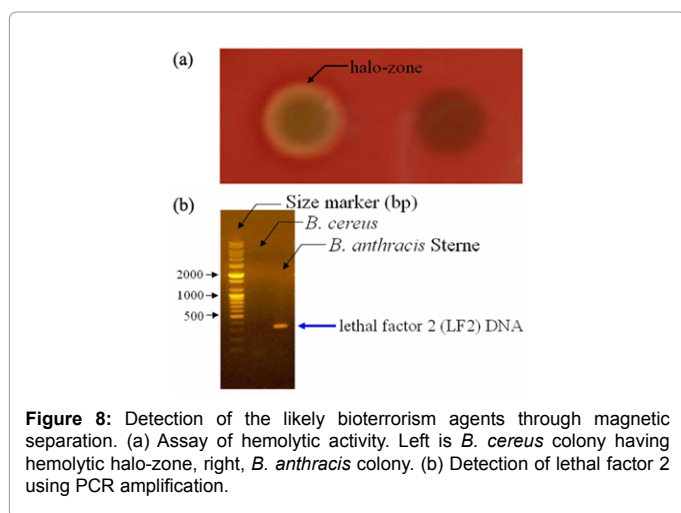 (a)
halo-zone
(b)
Size marker (bp)
B. cereus
B. anthracis Sterne
2000
1000
500
lethal factor 2 (LF2) DNA
Figure 8: Detection of the likely bioterrorism agents through magnetic
separation. (a) Assay of hemolytic activity. Left is B. cereus colony having
hemolytic halo-zone, right, B. anthracis colony. (b) Detection of lethal factor 2
using PCR amplification.